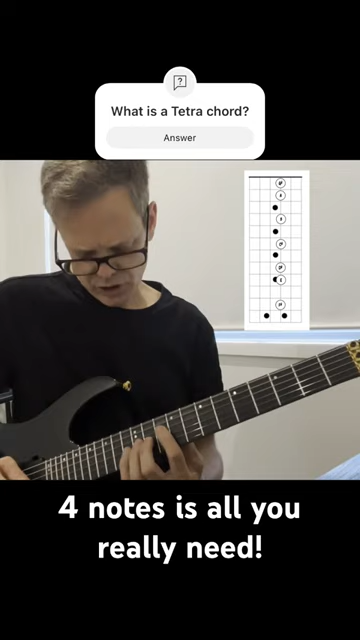 ?
What is a Tetra chord?
Answer
4 notes is all you
really need!